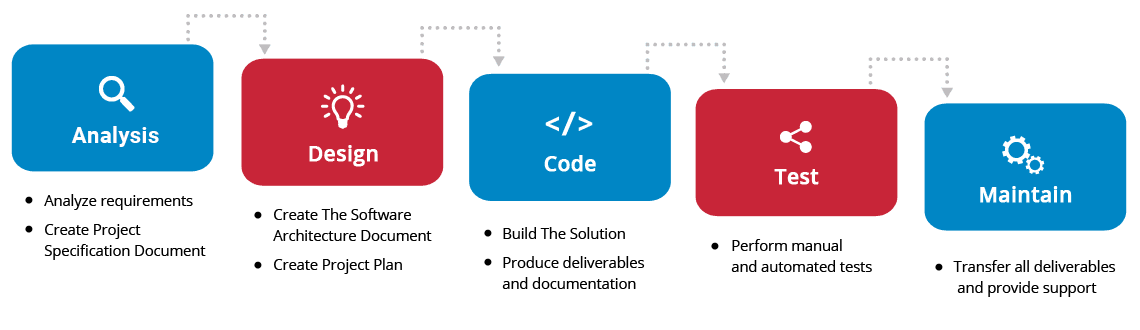 Analysis
• Analyze requirements
• Create Project
Specification Document
Design
• Create The Software
Architecture Document
• Create Project Plan
</>
Code
• Build The Solution
• Produce deliverables
and documentation
Test
• Perform manual
and automated tests
Maintain
• Transfer all deliverables
and provide support